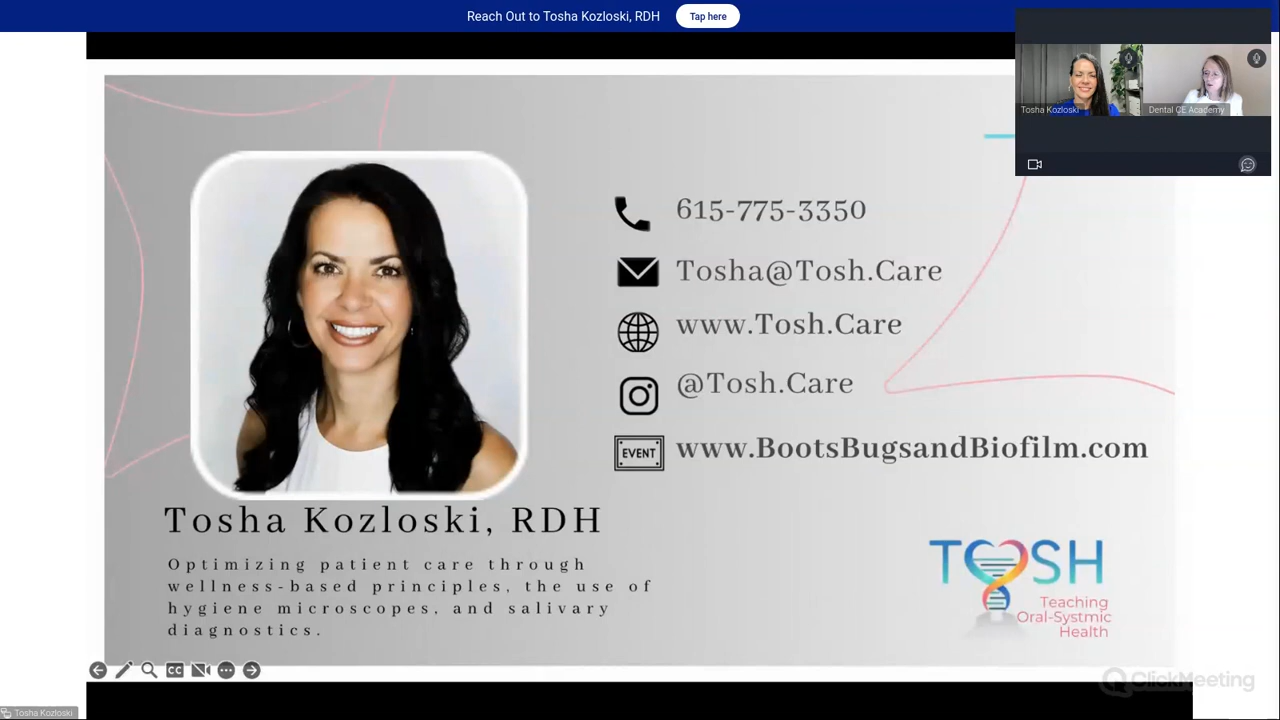 Reach Out to Tosha Kozloski, RDH Tap here
Tosha Kozloski
Dental CE Academy
615-775-3350
Tosha@Tosh.Care
www.Tosh.Care
@Tosh.Care
EVENT www.BootsBugsandBiofilm.com
Tosha Kozloski, RDH
Optimizing patient care through
wellness-based principles, the use of
hygiene microscopes, and salivary
diagnostics.
TOSH
Teaching
Oral-Systmic
Health
CC
ClickMeeting
Tosha Kozloski